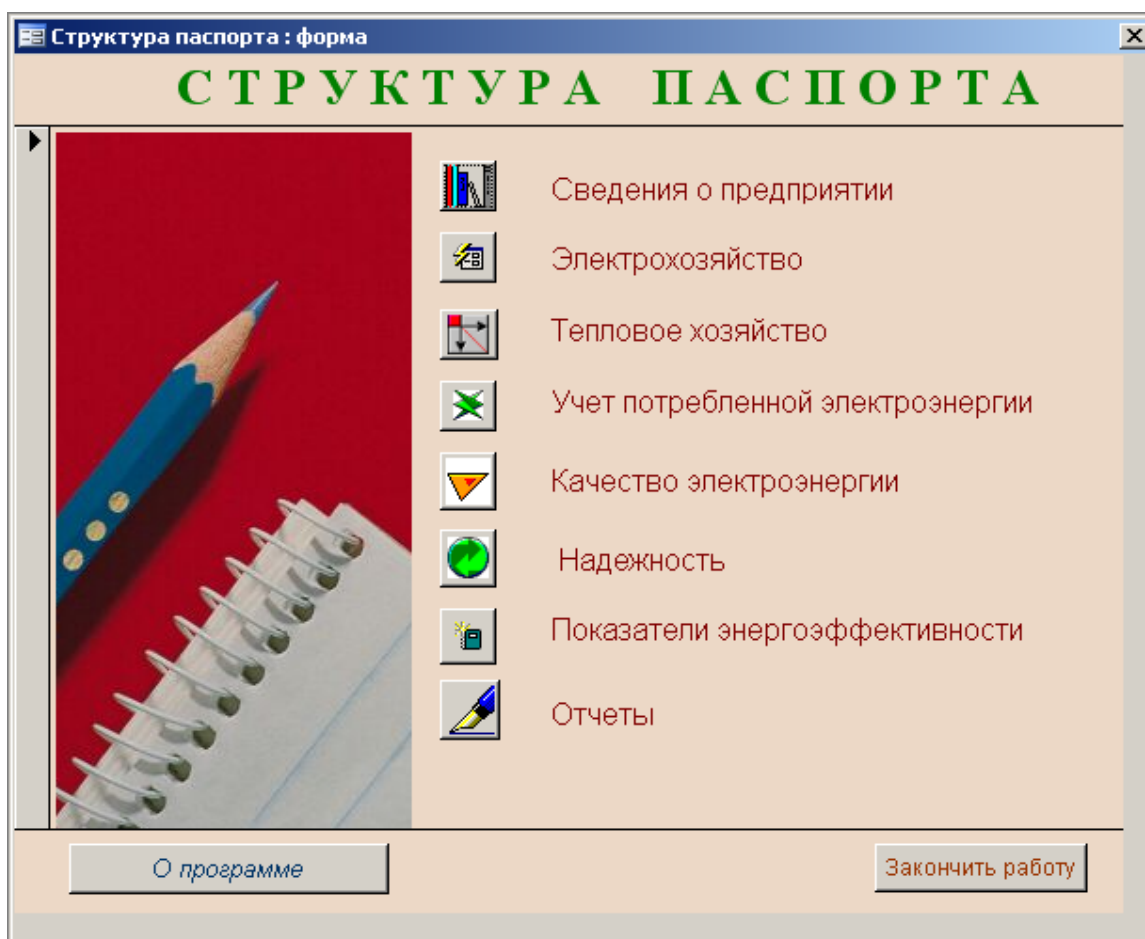 Структура паспорта : форма
СТРУКТУРА ПАСПОРТА
Сведения о предприятии
Электрохозяйство
Тепловое хозяйство
Учет потребленной электроэнергии
Качество электроэнергии
Надежность
Показатели энергоэффективности
Отчеты
О программе
Закончить работу